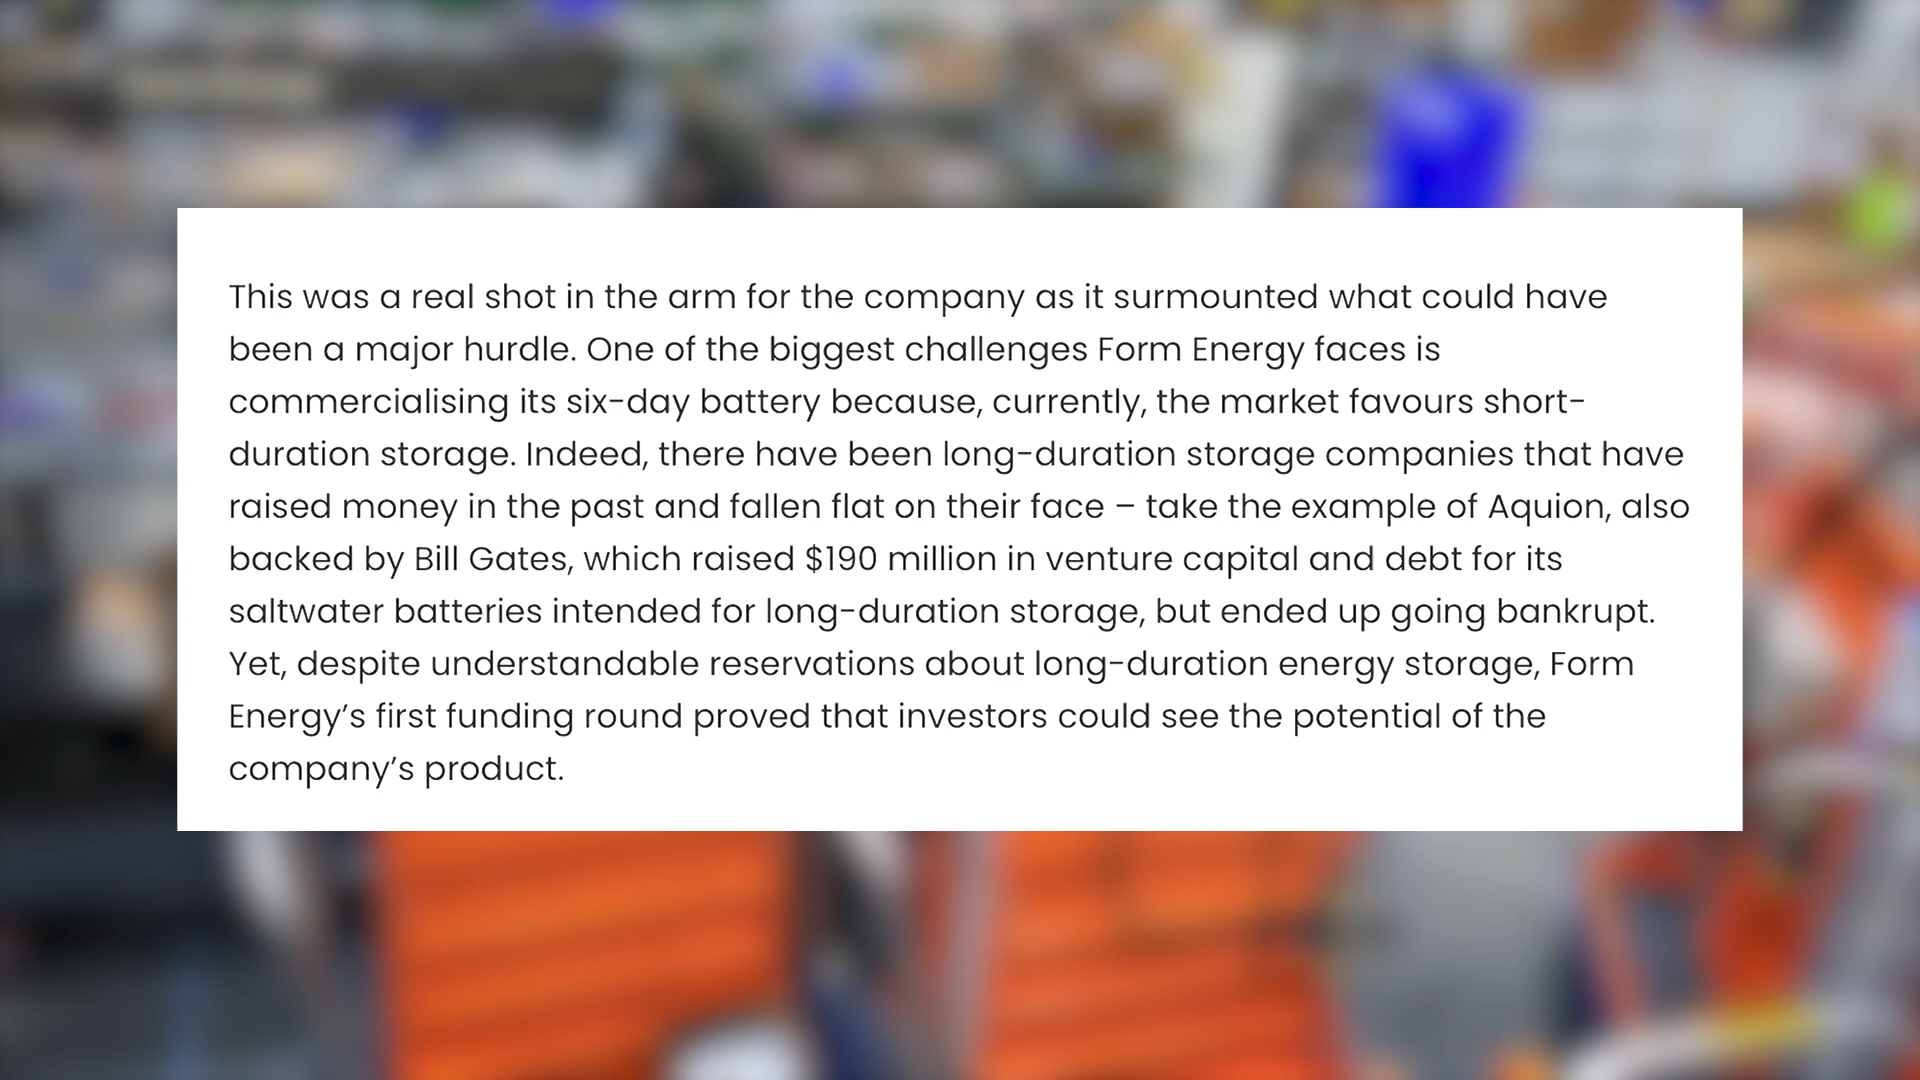 This was a real shot in the arm for the company as it surmounted what could have
been a major hurdle. One of the biggest challenges Form Energy faces is
commercialising its six-day battery because, currently, the market favours short-
duration storage. Indeed, there have been long-duration storage companies that have
raised money in the past and fallen flat on their face – take the example of Aquion, also
backed by Bill Gates, which raised $190 million in venture capital and debt for its
saltwater batteries intended for long-duration storage, but ended up going bankrupt.
Yet, despite understandable reservations about long-duration energy storage, Form
Energy’s first funding round proved that investors could see the potential of the
company’s product.